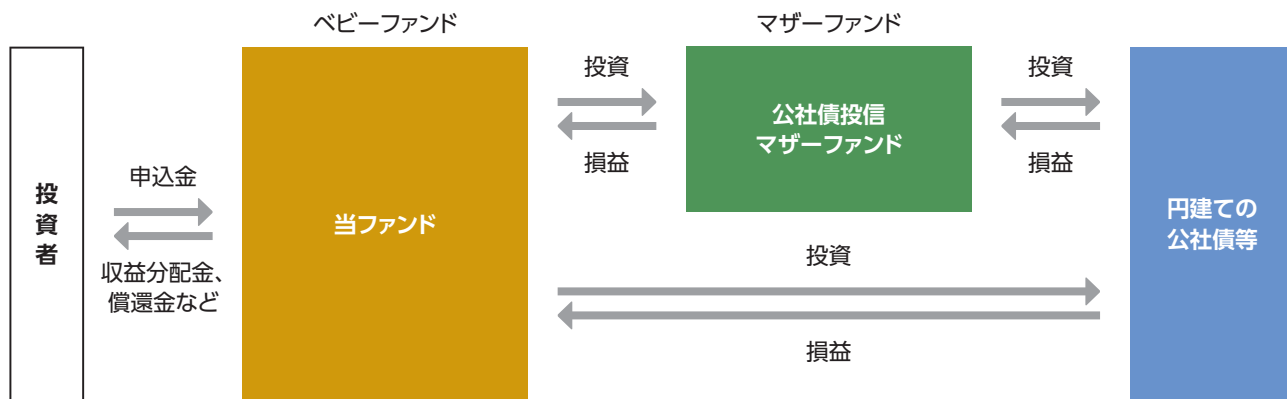 ベビーファンド
マザーファンド
投資者
申込金
収益分配金、
償還金など
当ファンド
投資
損益
公社債投信
マザーファンド
投資
損益
投資
損益
円建ての
公社債等